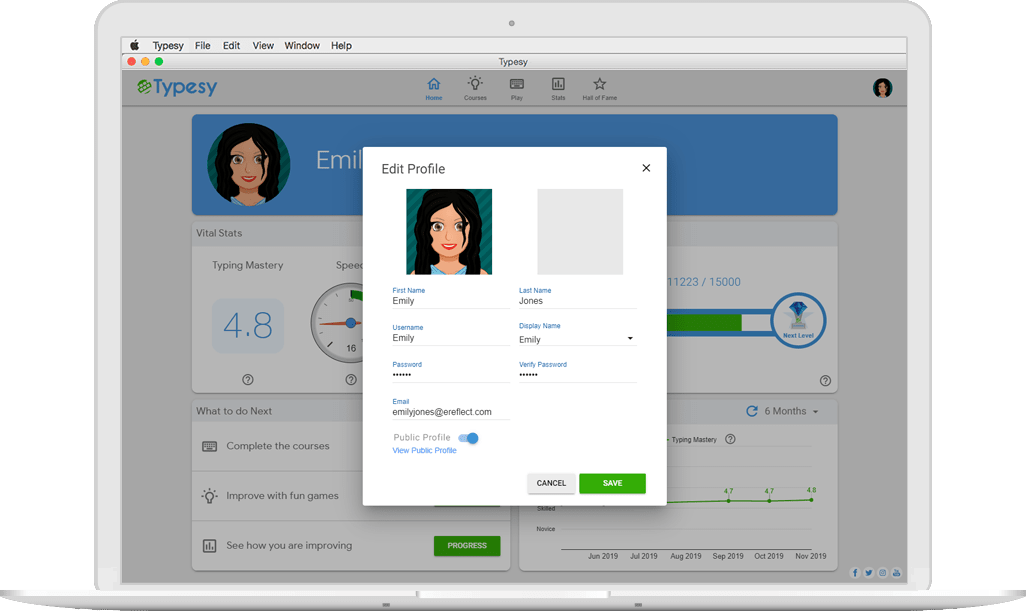 Typesy File Edit View Window Help
Typesy
Typesy
Home Courses Play Stats Hall of Fame
Emil
Edit Profile
Vital Stats
Typing Mastery
4.8
16
11223 / 15000
Next Level
First Name
Emily
Last Name
Jones
Username
Emily
Display Name
Emily
Password
••••••
Verify Password
••••••
Email
emilyjones@ereflect.com
Public Profile
View Public Profile
CANCEL SAVE
What to do Next
Complete the courses
Improve with fun games
See how you are improving
PROGRESS
6 Months
Typing Mastery
4.7 4.7 4.8
Skilled
Novice
Jun 2019 Jul 2019 Aug 2019 Sep 2019 Oct 2019 Nov 2019